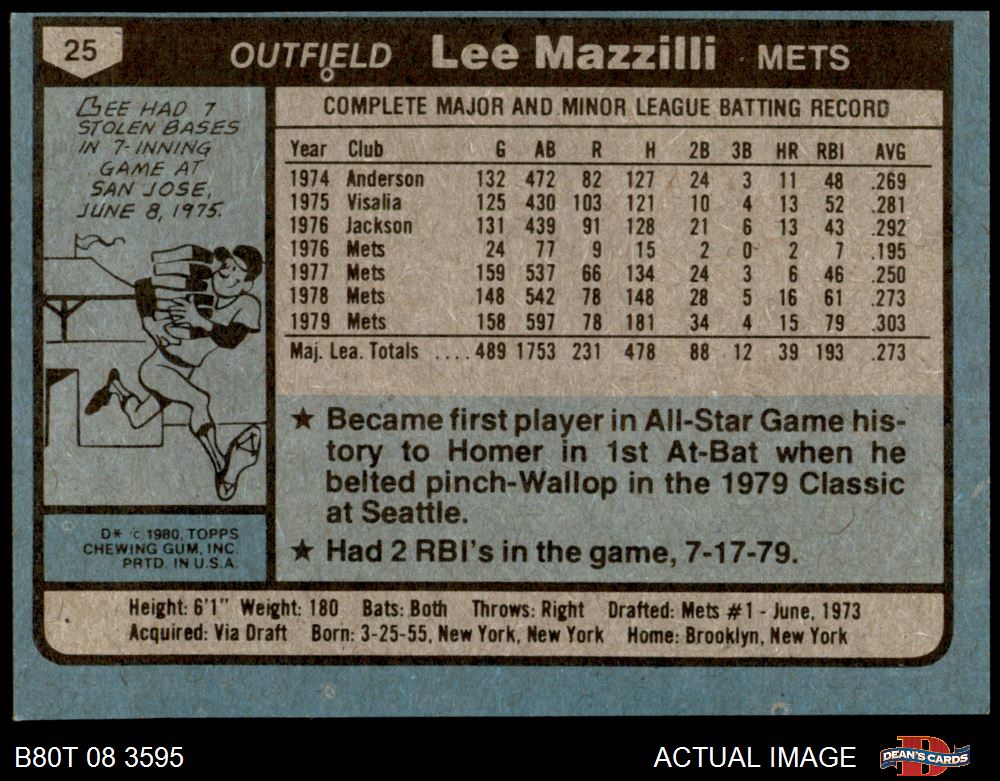 25
OUTFIELD Lee Mazzilli METS
LEE HAD 7
STOLEN BASES
IN 7-INNING
GAME AT
SAN JOSE,
JUNE 8, 1975.
COMPLETE MAJOR AND MINOR LEAGUE BATTING RECORD
Year Club G AB R H 2B 3B HR RBI AVG
1974 Anderson 132 472 82 127 24 3 11 48 .269
1975 Visalia 125 430 103 121 10 4 13 52 .281
1976 Jackson 131 439 91 128 21 6 13 43 .292
1976 Mets 24 77 9 15 2 0 2 7 .195
1977 Mets 159 537 66 134 24 3 6 46 .250
1978 Mets 148 542 78 148 28 5 16 61 .273
1979 Mets 158 597 78 181 34 4 15 79 .303
Maj. Lea. Totals ....489 1753 231 478 88 12 39 193 .273
★ Became first player in All-Star Game his-
tory to Homer in 1st At-Bat when he
belted pinch-Wallop in the 1979 Classic
at Seattle.
★ Had 2 RBI's in the game, 7-17-79.
D* © 1980, TOPPS
CHEWING GUM, INC.
PRTD. IN U.S.A.
Height: 6'1" Weight: 180 Bats: Both Throws: Right Drafted: Mets #1 - June, 1973
Acquired: Via Draft Born: 3-25-55, New York, New York Home: Brooklyn, New York
B80T 08 3595
ACTUAL IMAGE
DEAN'S CARDS